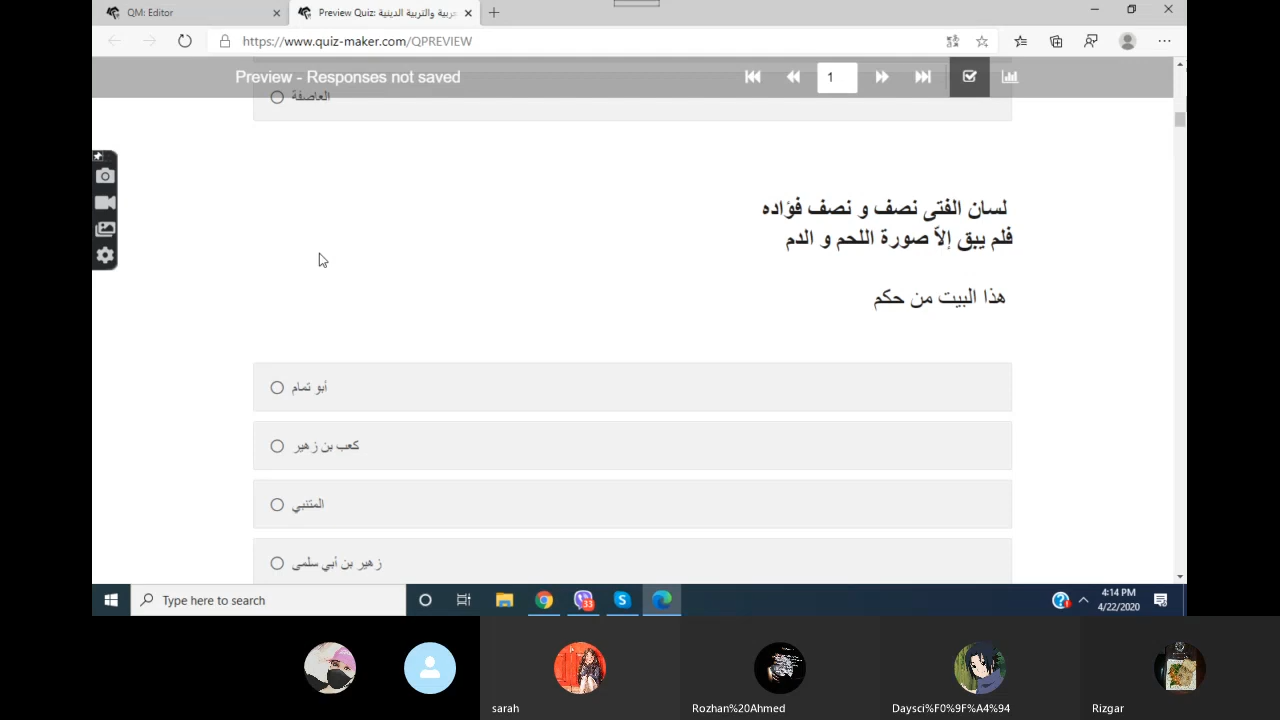 QM: Editor
Preview Quiz: ربية والتربية الدينية
https://www.quiz-maker.com/QPREVIEW
Preview - Responses not saved
1
العاصفة
لسان الفتى نصف و نصف فؤاده
فلم يبق إلاّ صورة اللحم و الدم
هذا البيت من حكم
أبو تمام
كعب بن زهير
المتنبي
زهير بن أبي سلمى
Type here to search
33
4:14 PM
4/22/2020
sarah
Rozhan%20Ahmed
Daysci%F0%9F%A4%94
Rizgar